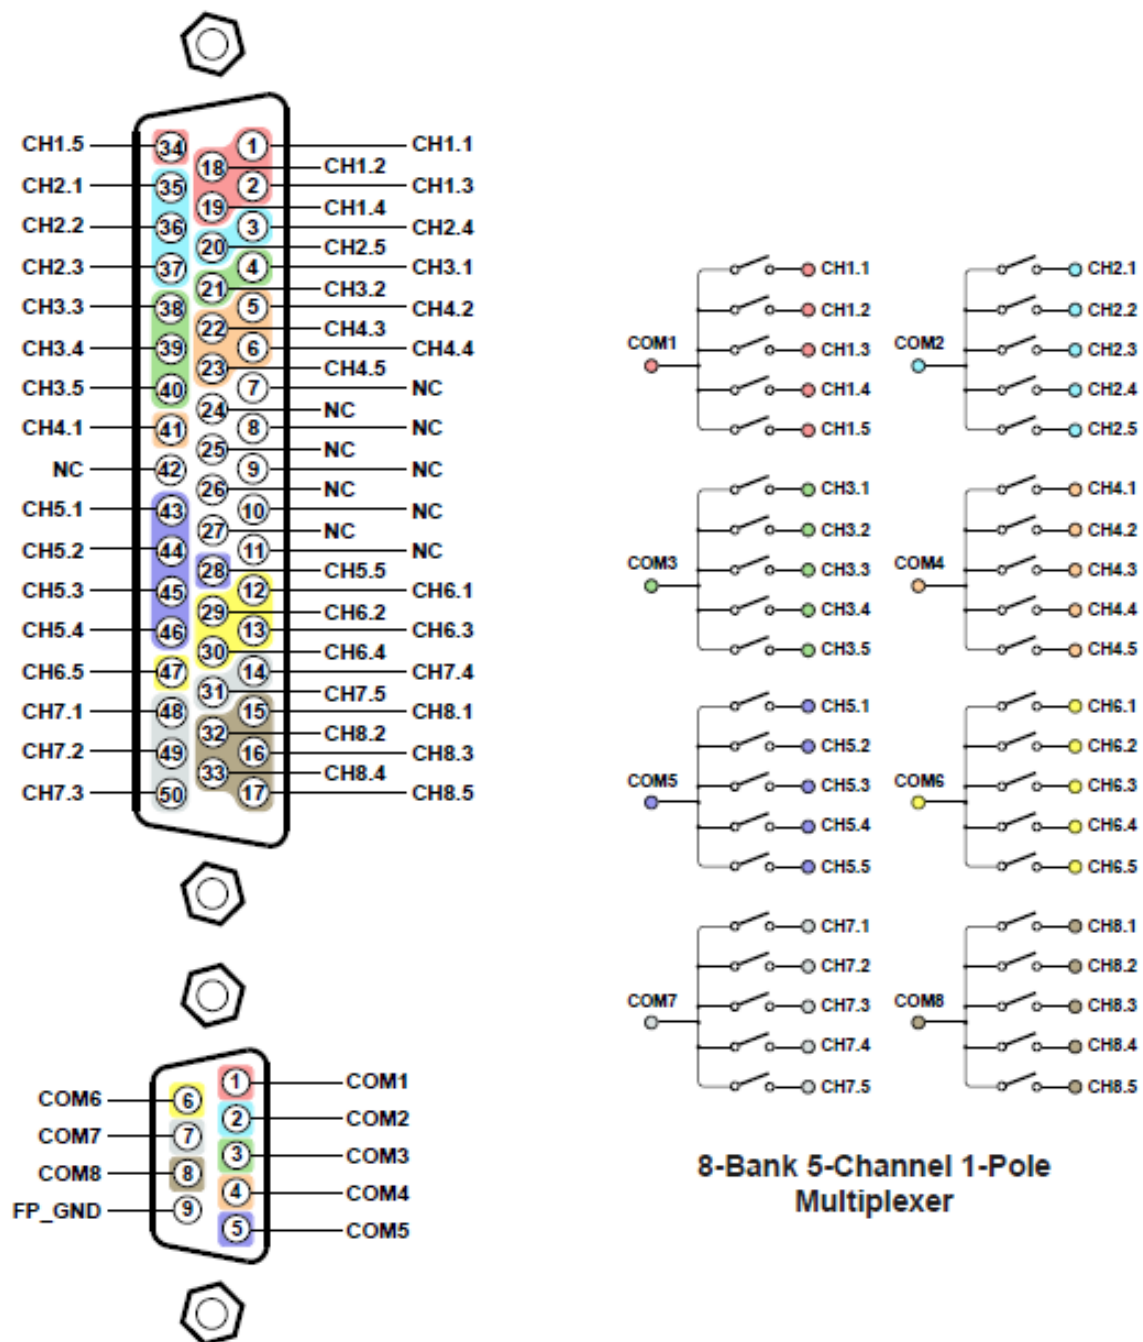 CH1.5 34 1 CH1.1
18 CH1.2
CH2.1 35 2 CH1.3
19 CH1.4
CH2.2 36 3 CH2.4
20 CH2.5
CH2.3 37 4 CH3.1
21 CH3.2
CH3.3 38 5 CH4.2
22 CH4.3
CH3.4 39 6 CH4.4
23 CH4.5
CH3.5 40 7 NC
24 NC
CH4.1 41 8 NC
25 NC
NC 42 9 NC
26 NC
CH5.1 43 10 NC
27 NC
CH5.2 44 11 NC
28 CH5.5
CH5.3 45 12 CH6.1
29 CH6.2
CH5.4 46 13 CH6.3
30 CH6.4
CH6.5 47 14 CH7.4
31 CH7.5
CH7.1 48 15 CH8.1
32 CH8.2
CH7.2 49 16 CH8.3
33 CH8.4
CH7.3 50 17 CH8.5
1 COM1
COM6 6
2 COM2
COM7 7
3 COM3
COM8 8
4 COM4
FP_GND 9
5 COM5
COM1
CH1.1
CH1.2
CH1.3
CH1.4
CH1.5
COM2
CH2.1
CH2.2
CH2.3
CH2.4
CH2.5
COM3
CH3.1
CH3.2
CH3.3
CH3.4
CH3.5
COM4
CH4.1
CH4.2
CH4.3
CH4.4
CH4.5
COM5
CH5.1
CH5.2
CH5.3
CH5.4
CH5.5
COM6
CH6.1
CH6.2
CH6.3
CH6.4
CH6.5
COM7
CH7.1
CH7.2
CH7.3
CH7.4
CH7.5
COM8
CH8.1
CH8.2
CH8.3
CH8.4
CH8.5
8-Bank 5-Channel 1-Pole
Multiplexer